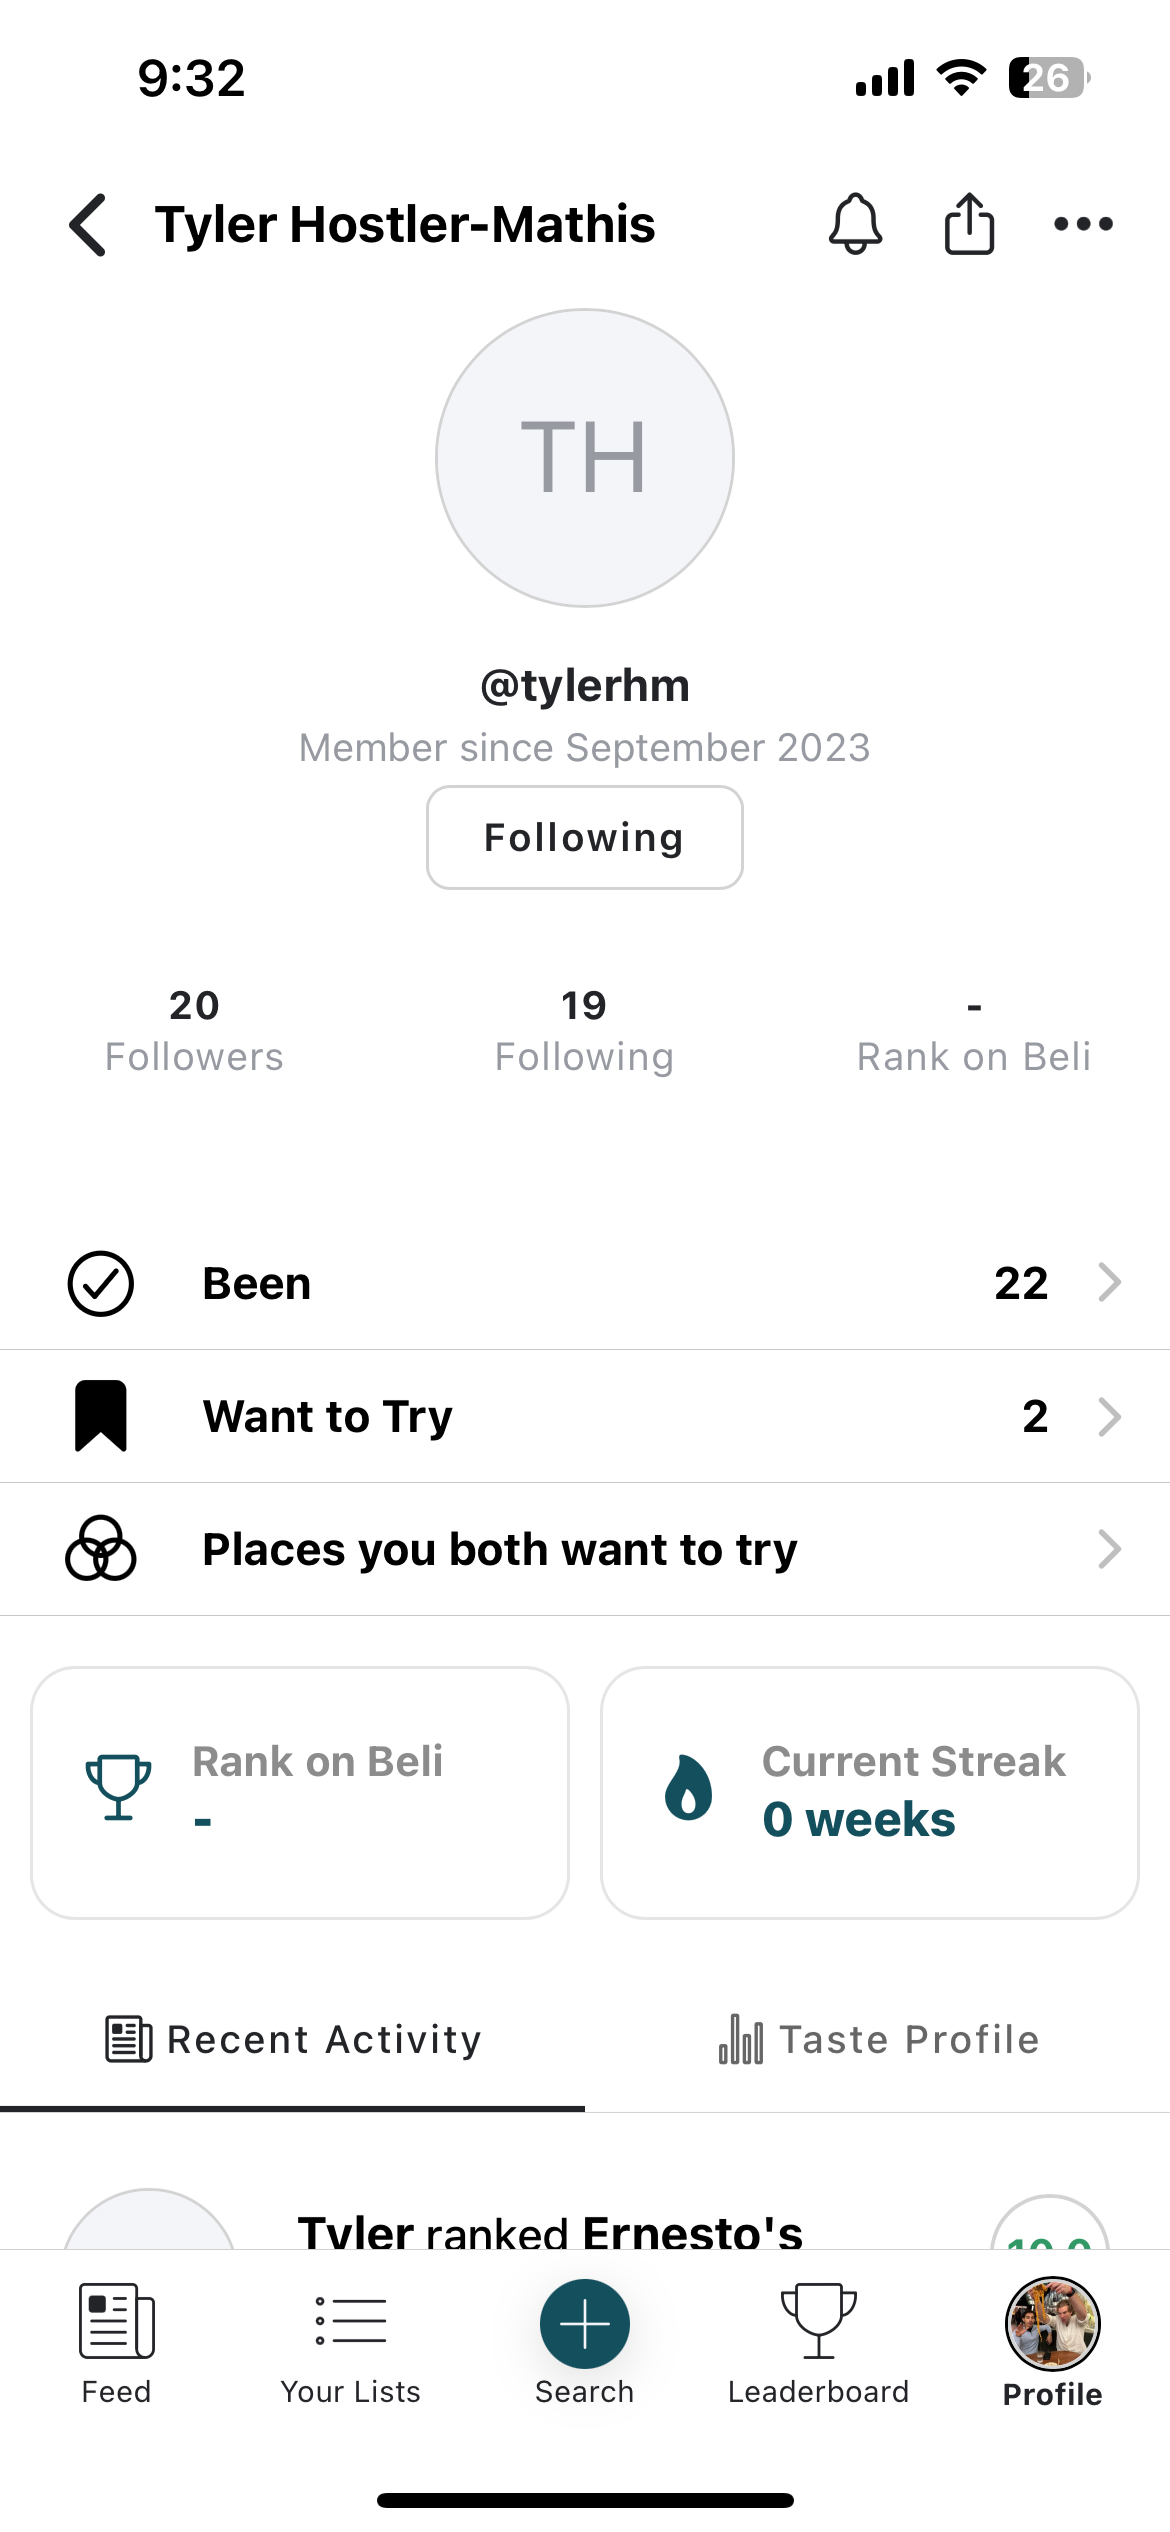 9:32
26
Tyler Hostler-Mathis
TH
@tylerhm
Member since September 2023
Following
20 19 -
Followers Following Rank on Beli
Been 22
Want to Try 2
Places you both want to try
Rank on Beli
-
Current Streak
0 weeks
Recent Activity Taste Profile
Tyler ranked Ernesto's
10.0
Feed Your Lists Search Leaderboard Profile